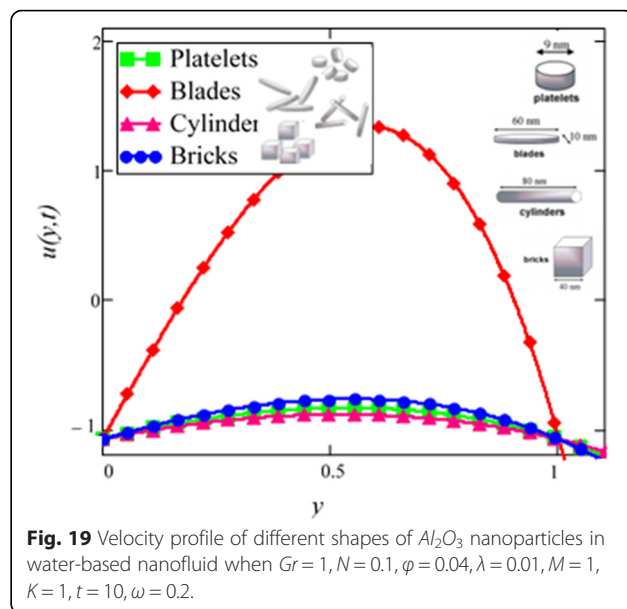 2
1
0
−1
u(y,t)
Platelets
Blades
Cylinder
Bricks
9 nm
platelets
60 nm
10 nm
blades
80 nm
cylinders
bricks
40 nm
0
0.5
1
y
Fig. 19 Velocity profile of different shapes of Al₂O₃ nanoparticles in
water-based nanofluid when Gr = 1, N = 0.1, φ = 0.04, λ = 0.01, M = 1,
K = 1, t = 10, ω = 0.2.